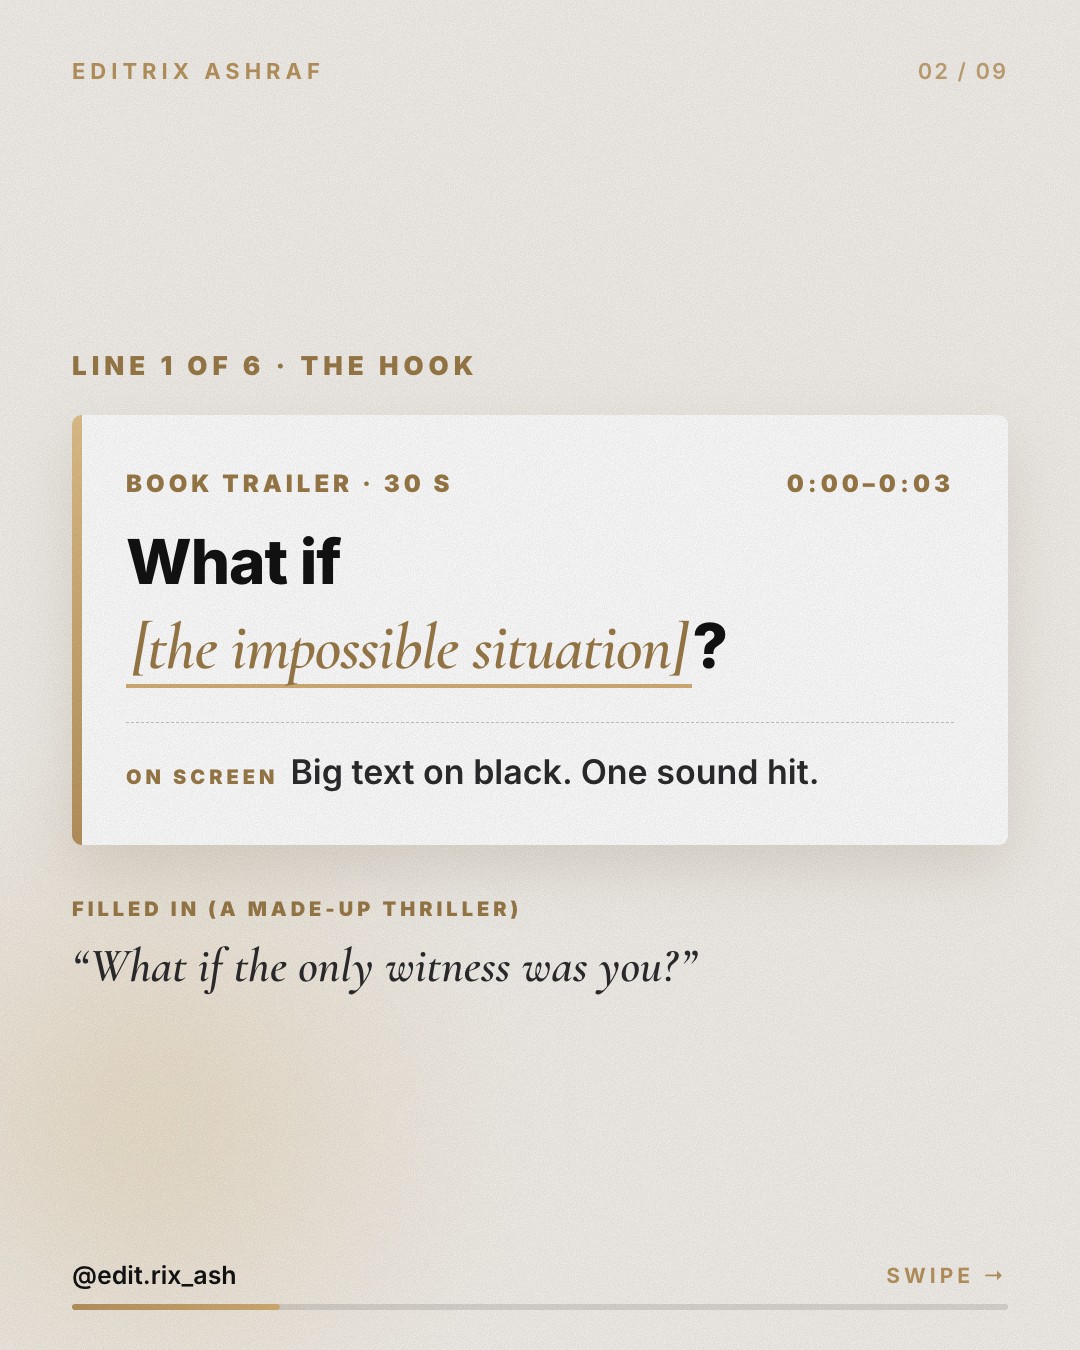 EDITRIX ASHRAF
02 / 09
LINE 1 OF 6 · THE HOOK
BOOK TRAILER · 30 S
0:00–0:03
What if
[the impossible situation]?
ON SCREEN Big text on black. One sound hit.
FILLED IN (A MADE-UP THRILLER)
“What if the only witness was you?”
@edit.rix_ash
SWIPE →